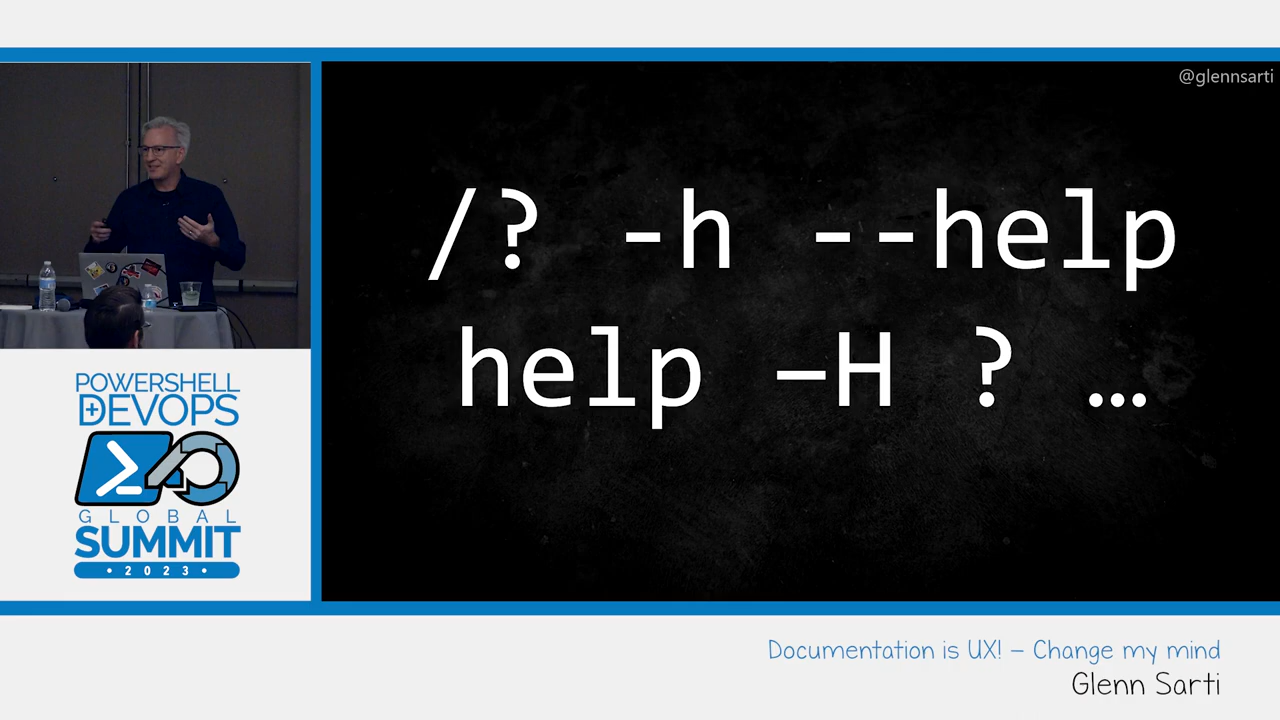 @glennsarti
/? -h --help
help –H ? …
POWERSHELL
+DEVOPS
GLOBAL
SUMMIT
• 2023 •
Documentation is UX! – Change my mind
Glenn Sarti